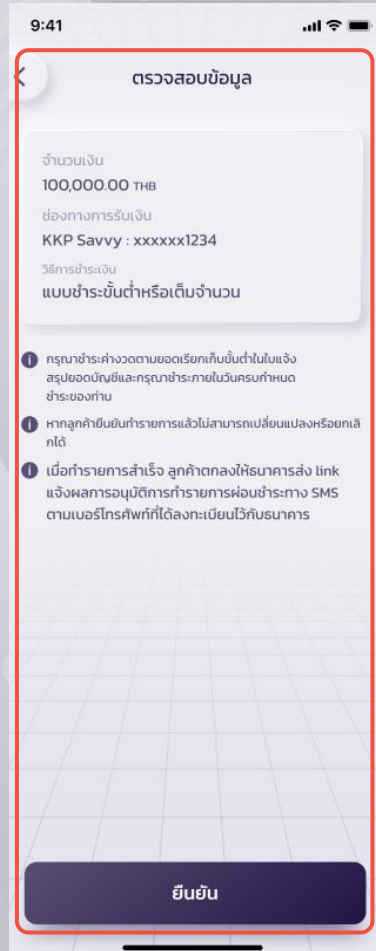 9:41
ตรวจสอบข้อมูล
จำนวนเงิน
100,000.00 THB
ช่องทางการรับเงิน
KKP Savvy : xxxxxx1234
วิธีการชำระเงิน
แบบชำระขั้นต่ำหรือเต็มจำนวน
กรุณาชำระค่างวดตามยอดเรียกเก็บขั้นต่ำในใบแจ้ง
สรุปยอดบัญชีและกรุณาชำระภายในวันครบกำหนด
ชำระของท่าน
หากลูกค้ายืนยันทำรายการแล้วไม่สามารถเปลี่ยนแปลงหรือยกเลิ
กได้
เมื่อทำรายการสำเร็จ ลูกค้าตกลงให้ธนาคารส่ง link
แจ้งผลการอนุมัติการทำรายการผ่อนชำระทาง SMS
ตามเบอร์โทรศัพท์ที่ได้ลงทะเบียนไว้กับธนาคาร
ยืนยัน